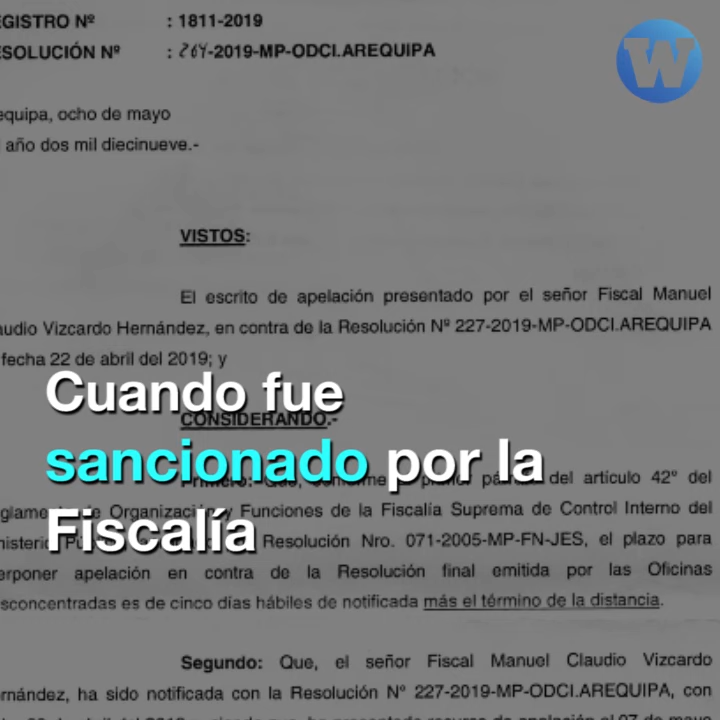 EGISTRO Nº : 1811-2019
ESOLUCIÓN Nº : 264-2019-MP-ODCI.AREQUIPA
W
equipa, ocho de mayo
l año dos mil diecinueve.-
VISTOS:
El escrito de apelación presentado por el señor Fiscal Manuel
audio Vizcardo Hernández, en contra de la Resolución Nº 227-2019-MP-ODCI.AREQUIPA
fecha 22 de abril del 2019; y
Cuando fue
CONSIDERANDO.-
sancionado por la
Primero: Que, conforme del artículo 42º del
Fiscalía
Organización y Funciones de la Fiscalía Suprema de Control Interno del
Resolución Nro. 071-2005-MP-FN-JES, el plazo para
erponer apelación en contra de la Resolución final emitida por las Oficinas
sconcentradas es de cinco días hábiles de notificada más el término de la distancia.
Segundo: Que, el señor Fiscal Manuel Claudio Vizcardo
rnández, ha sido notificada con la Resolución N° 227-2019-MP-ODCI.AREQUIPA, con